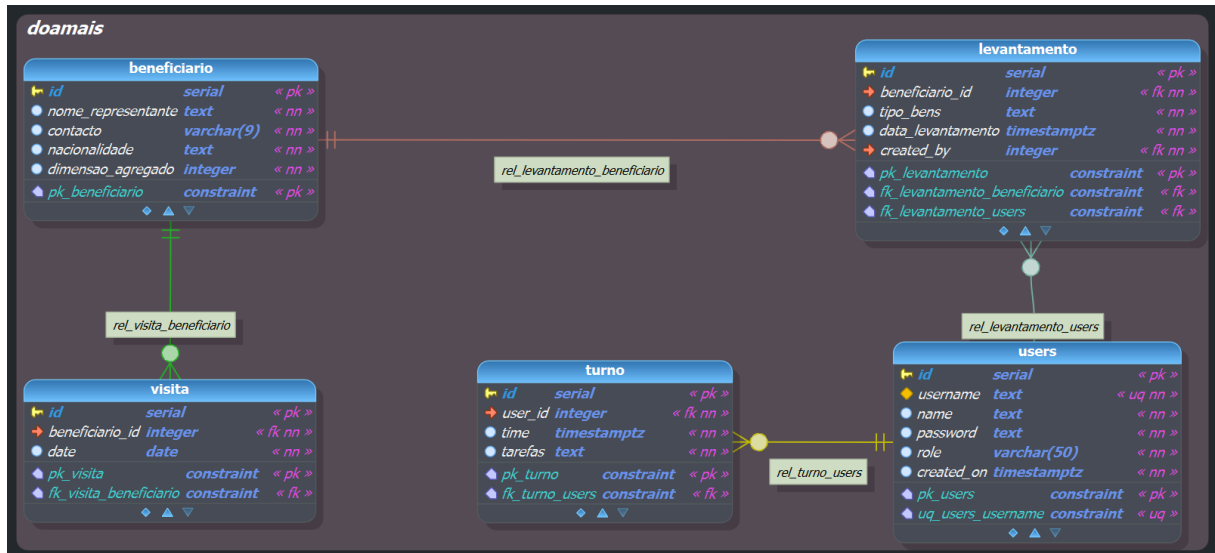 doamais
beneficiario
id serial « pk »
nome_representante text « nn »
contacto varchar(9) « nn »
nacionalidade text « nn »
dimensao_agregado integer « nn »
pk_beneficiario constraint « pk »
levantamento
id serial « pk »
beneficiario_id integer « fk nn »
tipo_bens text « nn »
data_levantamento timestamptz « nn »
created_by integer « fk nn »
pk_levantamento constraint « pk »
fk_levantamento_beneficiario constraint « fk »
fk_levantamento_users constraint « fk »
rel_levantamento_beneficiario
rel_visita_beneficiario
rel_levantamento_users
visita
id serial « pk »
beneficiario_id integer « fk nn »
date date « nn »
pk_visita constraint « pk »
fk_visita_beneficiario constraint « fk »
turno
id serial « pk »
user_id integer « fk nn »
time timestamptz « nn »
tarefas text « nn »
pk_turno constraint « pk »
fk_turno_users constraint « fk »
rel_turno_users
users
id serial « pk »
username text « uq nn »
name text « nn »
password text « nn »
role varchar(50) « nn »
created_on timestamptz « nn »
pk_users constraint « pk »
uq_users_username constraint « uq »